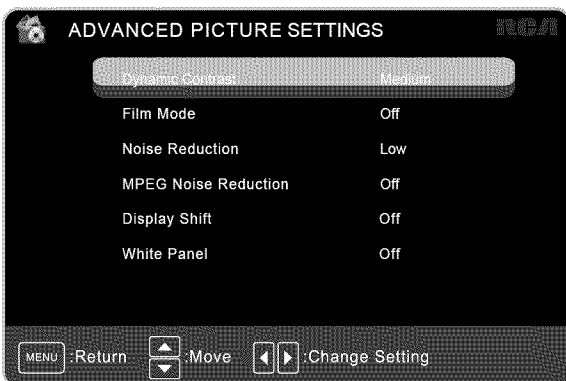 ADVANCED PICTURE SETTINGS RCA
Dynamic Contrast Medium
Film Mode Off
Noise Reduction Low
MPEG Noise Reduction Off
Display Shift Off
White Panel Off
MENU :Return :Move :Change Setting